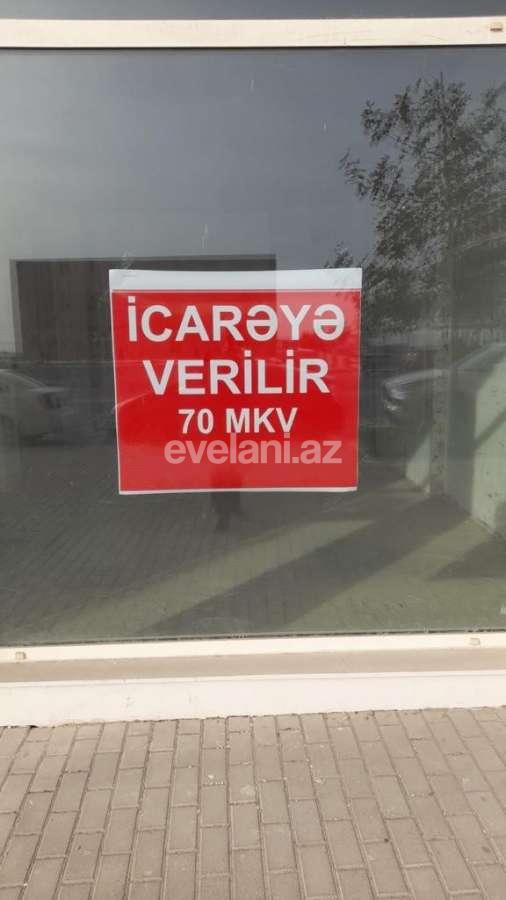 İCARƏYƏ
VERİLİR
70 MKV
evelani.az